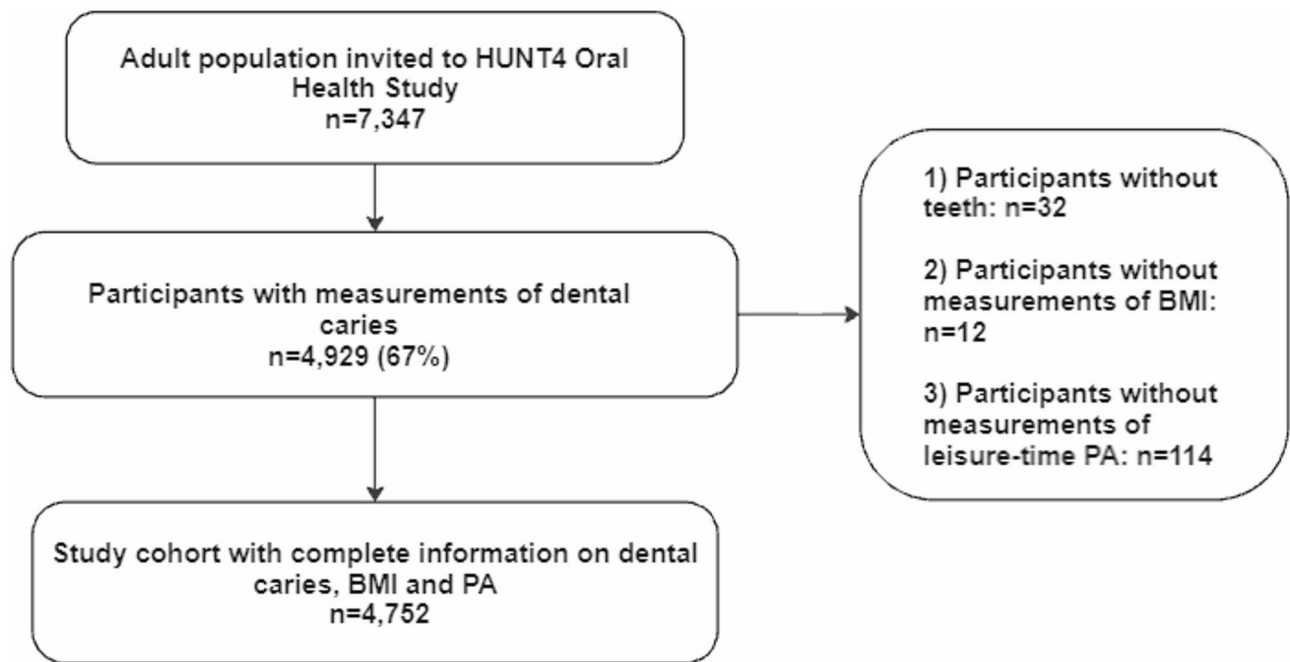 Adult population invited to HUNT4 Oral
Health Study
n=7,347
Participants with measurements of dental
caries
n=4,929 (67%)
1) Participants without
teeth: n=32
2) Participants without
measurements of BMI:
n=12
3) Participants without
measurements of
leisure-time PA: n=114
Study cohort with complete information on dental
caries, BMI and PA
n=4,752